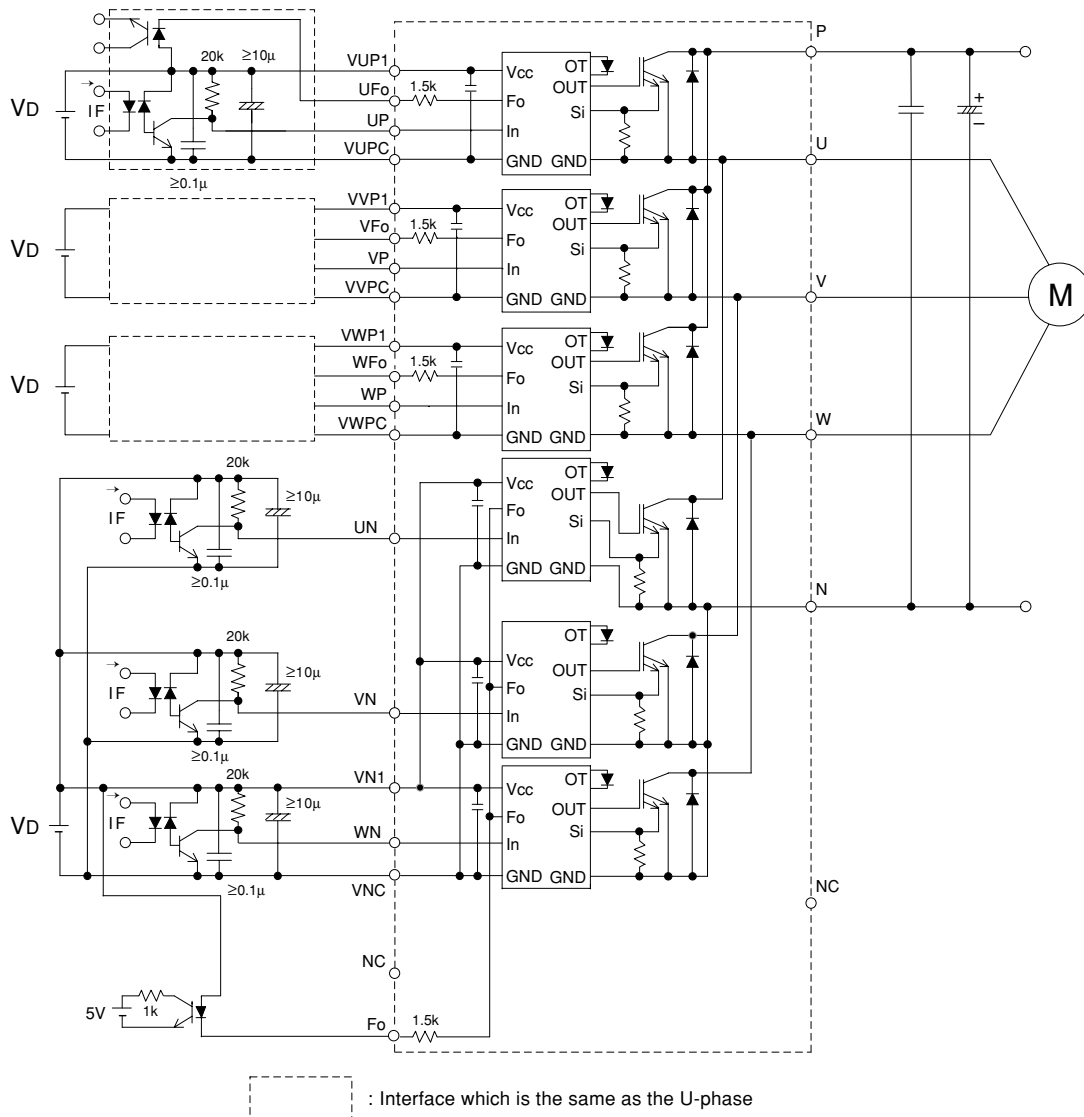 P
20k ≥10μ VUP1 Vcc OT
UFo 1.5k Fo OUT
VD IF UP In Si + −
VUPC GND GND U
≥0.1μ
VVP1 Vcc OT
VFo 1.5k Fo OUT
VD VP In Si
VVPC GND GND V M
VWP1 Vcc OT
WFo 1.5k Fo OUT
VD WP In Si
VWPC GND GND W
20k
≥10μ Vcc OT
IF Fo OUT
UN In Si
≥0.1μ GND GND N
20k OT
≥10μ Vcc OUT
IF Fo Si
VN In
≥0.1μ GND GND
20k VN1 Vcc OT
≥10μ OUT
VD IF WN Fo Si
In
≥0.1μ VNC GND GND
NC
NC
5V 1k
Fo 1.5k
: Interface which is the same as the U-phase